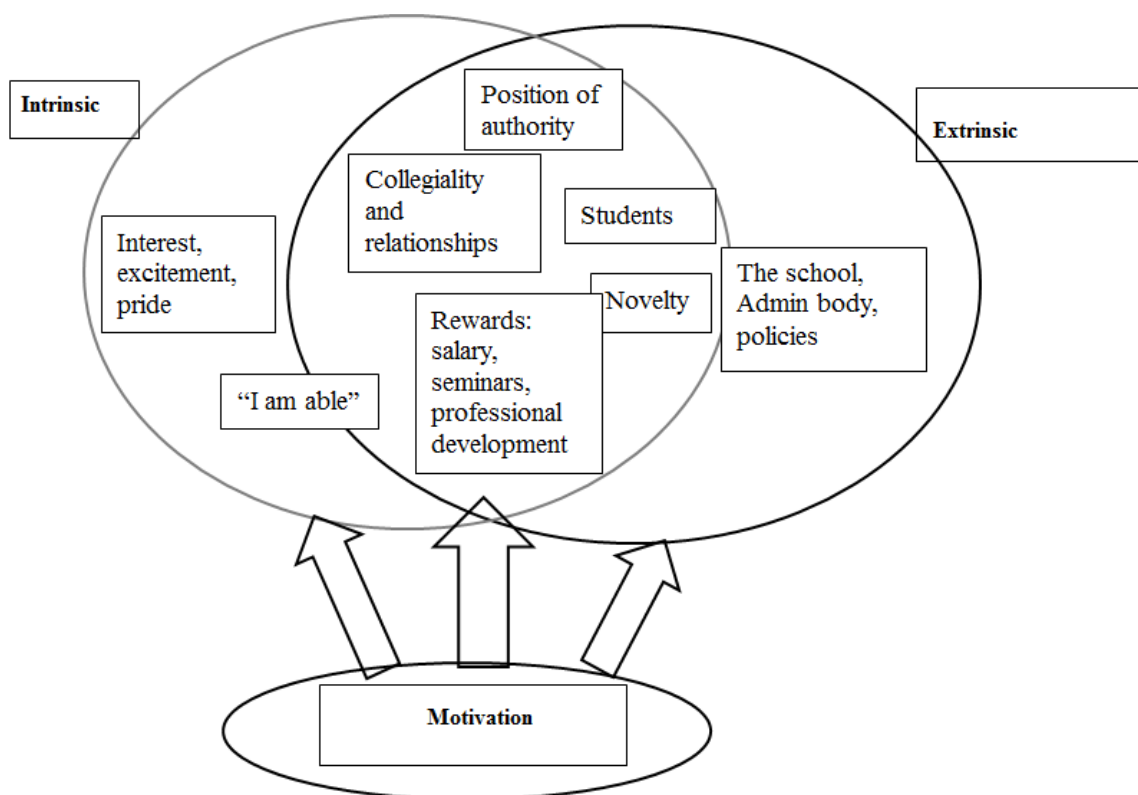 Intrinsic
Extrinsic
Position of
authority
Collegiality
and
relationships
Students
Interest,
excitement,
pride
The school,
Admin body,
policies
Novelty
Rewards:
salary,
seminars,
professional
development
“I am able”
Motivation